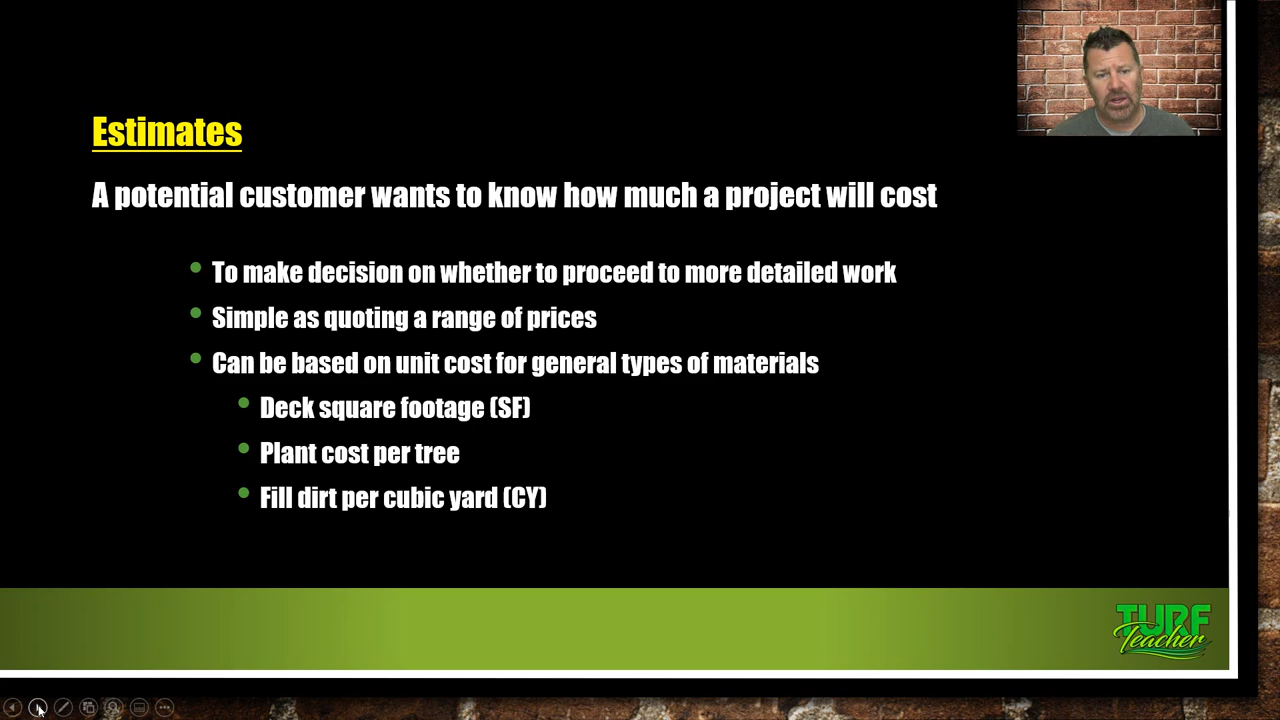 Estimates
A potential customer wants to know how much a project will cost
To make decision on whether to proceed to more detailed work
Simple as quoting a range of prices
Can be based on unit cost for general types of materials
Deck square footage (SF)
Plant cost per tree
Fill dirt per cubic yard (CY)
TURF
Teacher